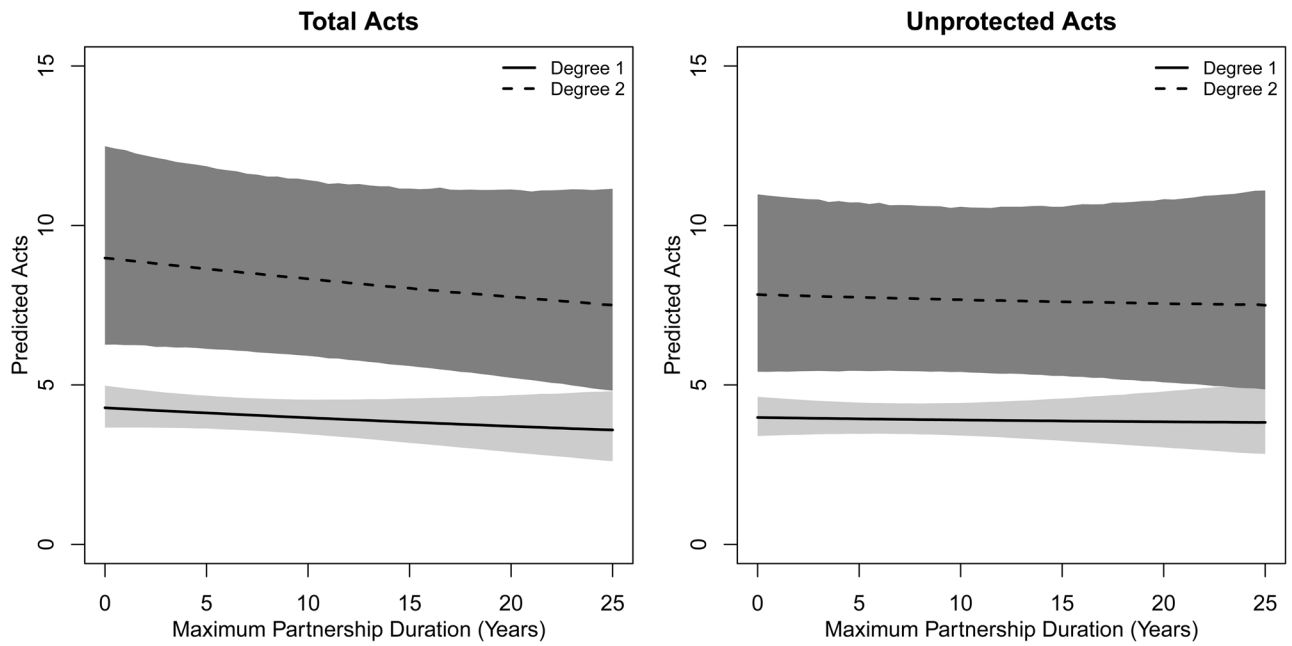 Total Acts
Degree 1
Degree 2
15
10
5
0
Predicted Acts
0 5 10 15 20 25
Maximum Partnership Duration (Years)
Unprotected Acts
Degree 1
Degree 2
15
10
5
0
Predicted Acts
0 5 10 15 20 25
Maximum Partnership Duration (Years)